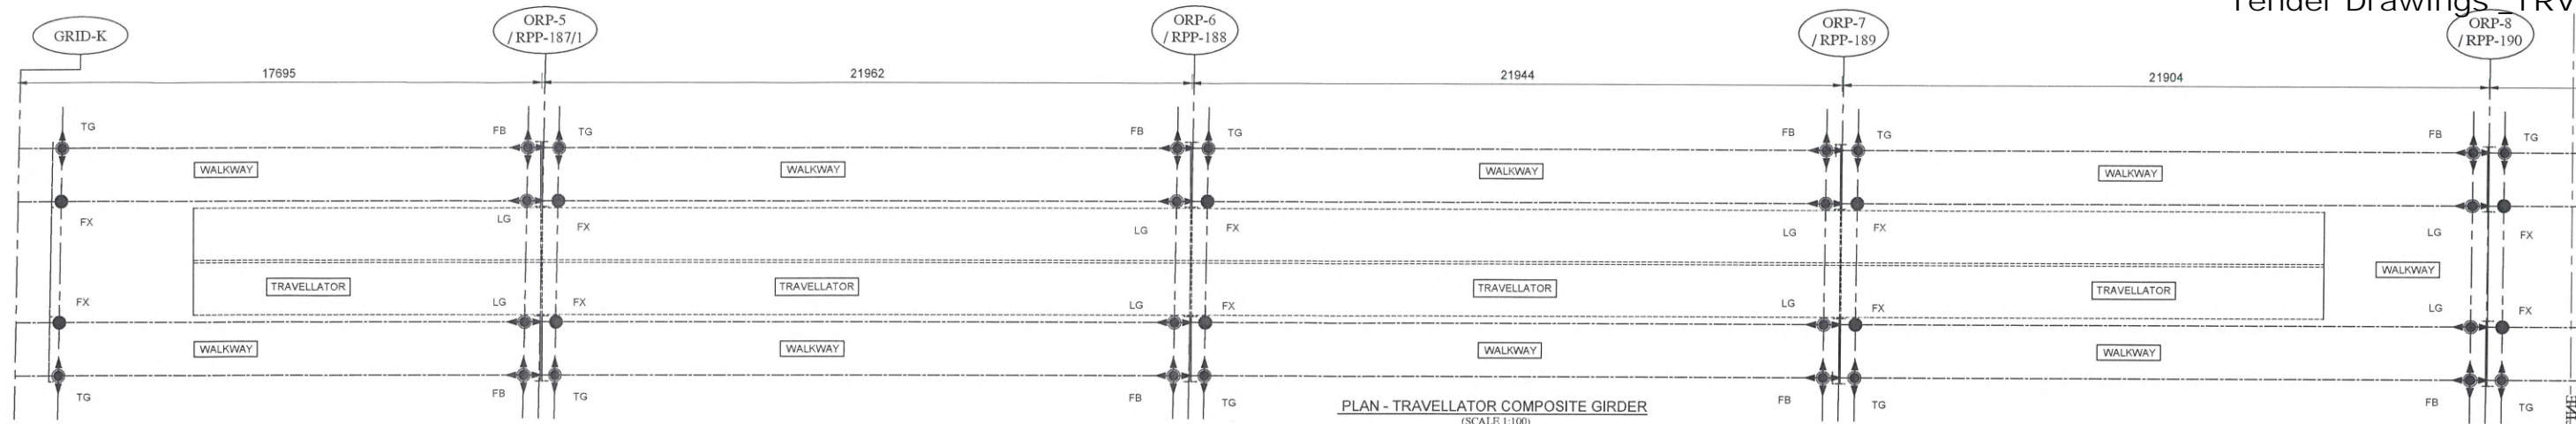 Tender Drawings _TRV
GRID-K
ORP-5
/ RPP-187/1
ORP-6
/ RPP-188
ORP-7
/ RPP-189
ORP-8
/ RPP-190
17695
21962
21944
21904
TG
FB
TG
FB
TG
FB
TG
FB
TG
WALKWAY
WALKWAY
WALKWAY
WALKWAY
FX
LG
FX
LG
FX
LG
FX
LG
FX
WALKWAY
TRAVELLATOR
TRAVELLATOR
TRAVELLATOR
TRAVELLATOR
FX
LG
FX
LG
FX
LG
FX
LG
FX
WALKWAY
WALKWAY
WALKWAY
WALKWAY
TG
FB
TG
FB
TG
FB
TG
FB
TG
PLAN - TRAVELLATOR COMPOSITE GIRDER
(SCALE 1:100)